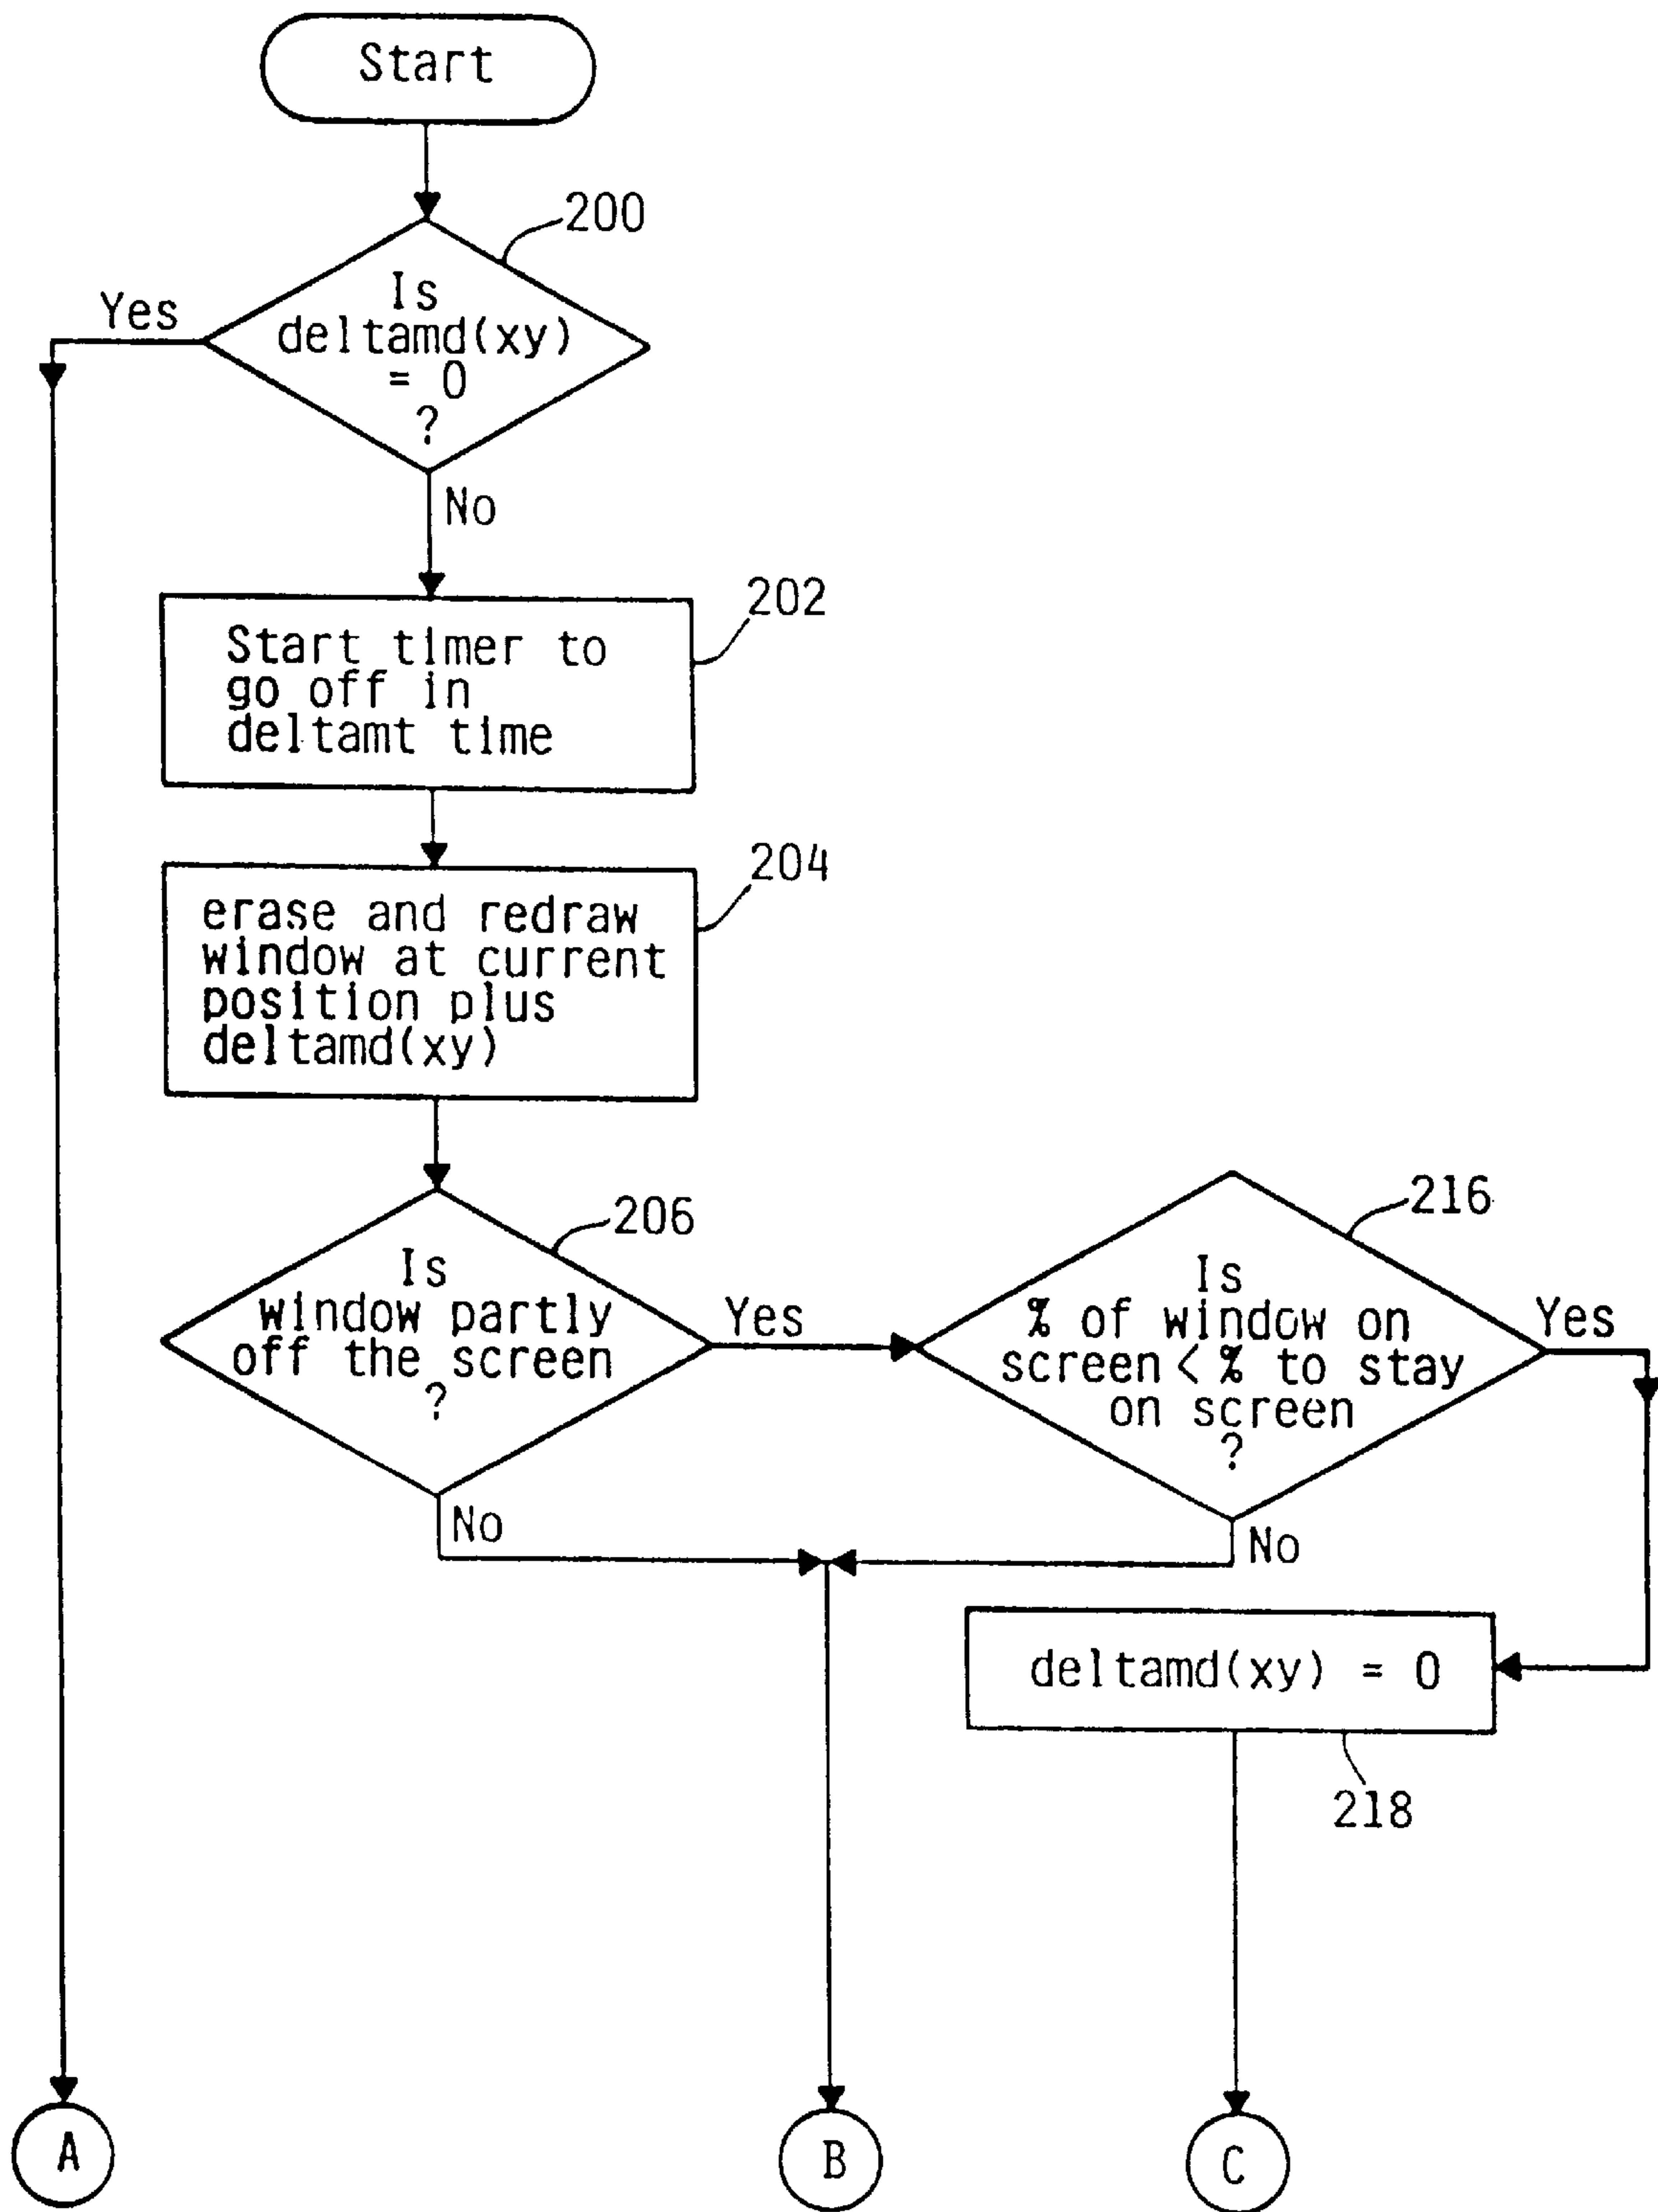 Start
200
Is
deltamd(xy)
= 0
?
Yes
No
202
Start timer to
go off in
deltamt time
204
erase and redraw
window at current
position plus
deltamd(xy)
206
Is
window partly
off the screen
?
Yes
No
216
Is
% of window on
screen < % to stay
on screen
?
Yes
No
deltamd(xy) = 0
218
A
B
C